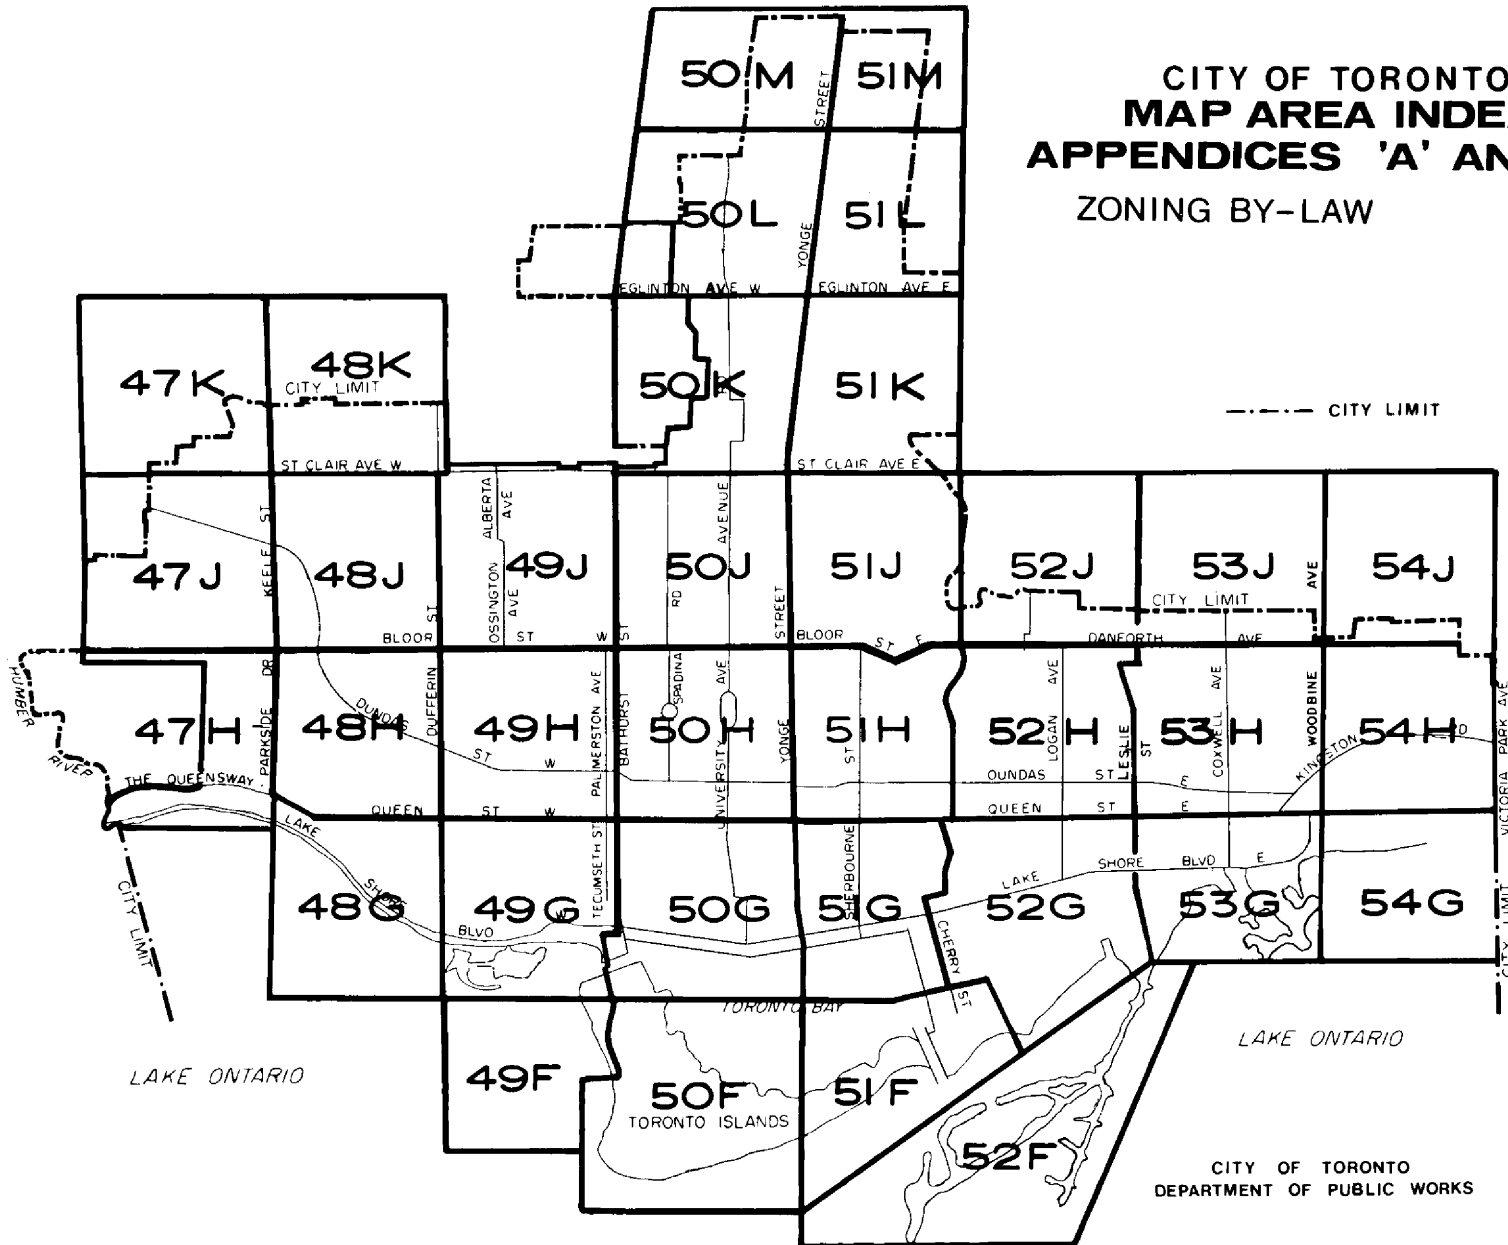 CITY OF TORONTO
MAP AREA INDE
APPENDICES 'A' AN
ZONING BY-LAW
50M
51M
STREET
50L
51L
YONGE
EGLINTON AVE W
EGLINTON AVE E
47K
48K
CITY LIMIT
50K
51K
CITY LIMIT
ST CLAIR AVE W
ST CLAIR AVE E
ALBERTA AVE
AVENUE
KEELE ST
47J
48J
49J
50J
51J
52J
53J
54J
OSSINGTON AVE
RD
STREET
CITY LIMIT
AVE
BLOOR ST W
ST
BLOOR ST E
DANFORTH AVE
HUMBER RIVER
PARKSIDE DR
DUFFERIN ST
PALMERSTON AVE
BATHURST
SPADINA
UNIVERSITY AVE
YONGE
ST
LOGAN AVE
LESLIE ST
COXWELL AVE
WOODBINE
VICTORIA PARK AVE
47H
48H
49H
50H
51H
52H
53H
54H
DUNDAS ST W
KINGSTON RD
THE QUEENSWAY
DUNDAS ST E
QUEEN ST W
QUEEN ST E
LAKE SHORE BLVD W
TECUMSETH ST
SHERBOURNE
LAKE SHORE BLVD E
CITY LIMIT
48G
49G
50G
51G
52G
53G
54G
CHERRY ST
CITY LIMIT
TORONTO BAY
LAKE ONTARIO
LAKE ONTARIO
49F
50F
51F
TORONTO ISLANDS
52F
CITY OF TORONTO
DEPARTMENT OF PUBLIC WORKS